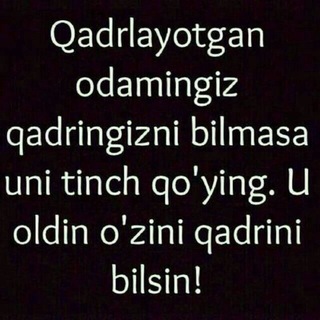 Qadrlayotgan
odamingiz
qadringizni bilmasa
uni tinch qo'ying. U
oldin o'zini qadrini
bilsin!